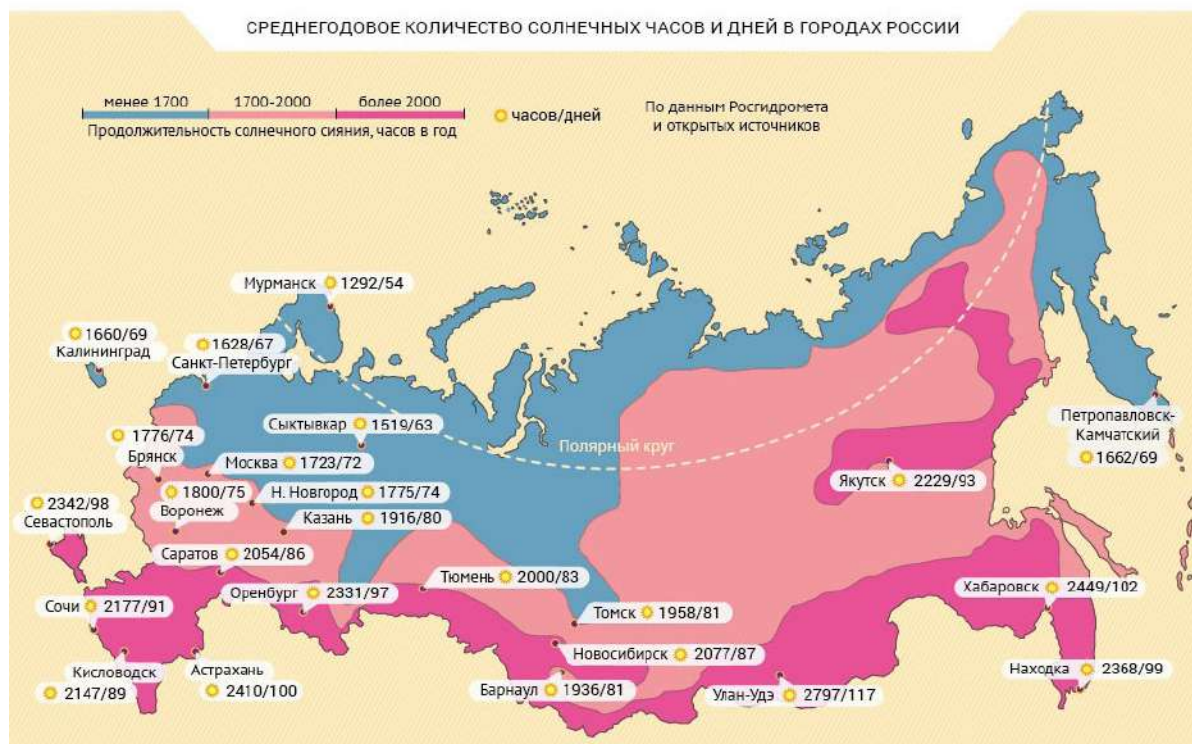 СРЕДНЕГОДОВОЕ КОЛИЧЕСТВО СОЛНЕЧНЫХ ЧАСОВ И ДНЕЙ В ГОРОДАХ РОССИИ
менее 1700
1700-2000
более 2000
Продолжительность солнечного сияния, часов в год
часов/дней
По данным Росгидромета
и открытых источников
Мурманск 1292/54
1660/69
Калининград
1628/67
Санкт-Петербург
Сыктывкар 1519/63
Полярный круг
Петропавловск-
Камчатский
1662/69
1776/74
Брянск
Москва 1723/72
Якутск 2229/93
1800/75
Воронеж
Н. Новгород 1775/74
2342/98
Севастополь
Казань 1916/80
Саратов 2054/86
Тюмень 2000/83
Оренбург 2331/97
Хабаровск 2449/102
Сочи 2177/91
Томск 1958/81
Новосибирск 2077/87
Кисловодск
2147/89
Астрахань
2410/100
Находка 2368/99
Барнаул 1936/81
Улан-Удэ 2797/117